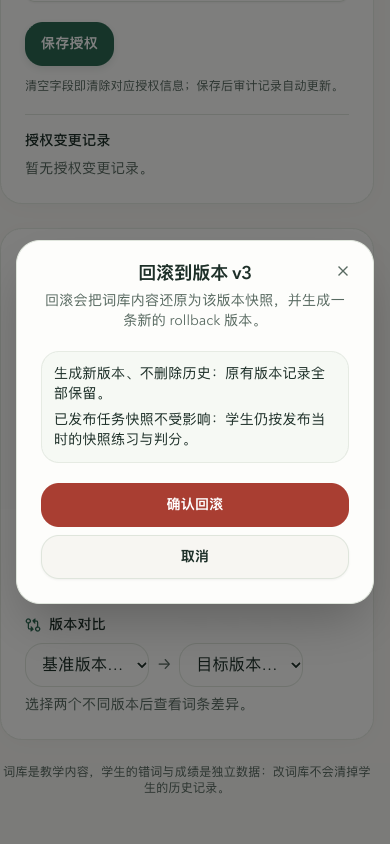 保存授权
清空字段即清除对应授权信息；保存后审计记录自动更新。
授权变更记录
暂无授权变更记录。
回滚到版本 v3
回滚会把词库内容还原为该版本快照，并生成一
条新的 rollback 版本。
生成新版本、不删除历史：原有版本记录全
部保留。
已发布任务快照不受影响：学生仍按发布当
时的快照练习与判分。
确认回滚
取消
版本对比
基准版本... → 目标版本...
选择两个不同版本后查看词条差异。
词库是教学内容，学生的错词与成绩是独立数据：改词库不会清掉学
生的历史记录。